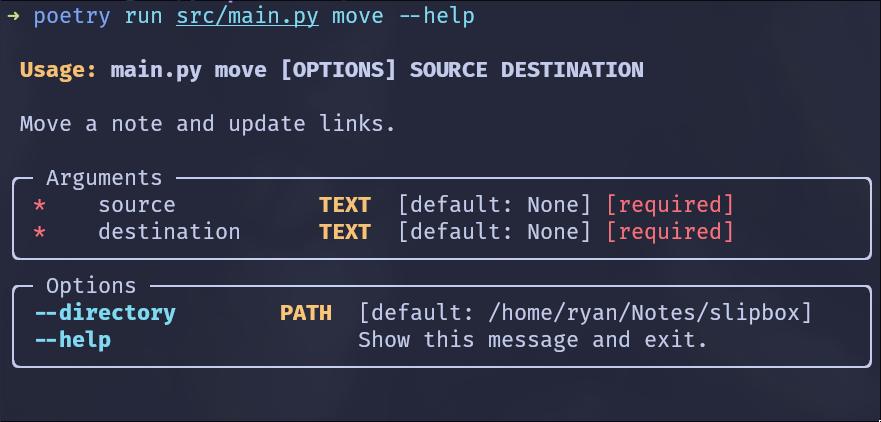 → poetry run src/main.py move --help
Usage: main.py move [OPTIONS] SOURCE DESTINATION
Move a note and update links.
Arguments
* source TEXT [default: None] [required]
* destination TEXT [default: None] [required]
Options
--directory PATH [default: /home/ryan/Notes/slipbox]
--help Show this message and exit.